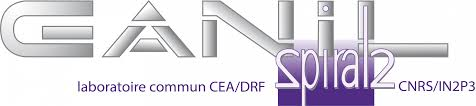 GANIL
spiral2
laboratoire commun CEA/DRF CNRS/IN2P3